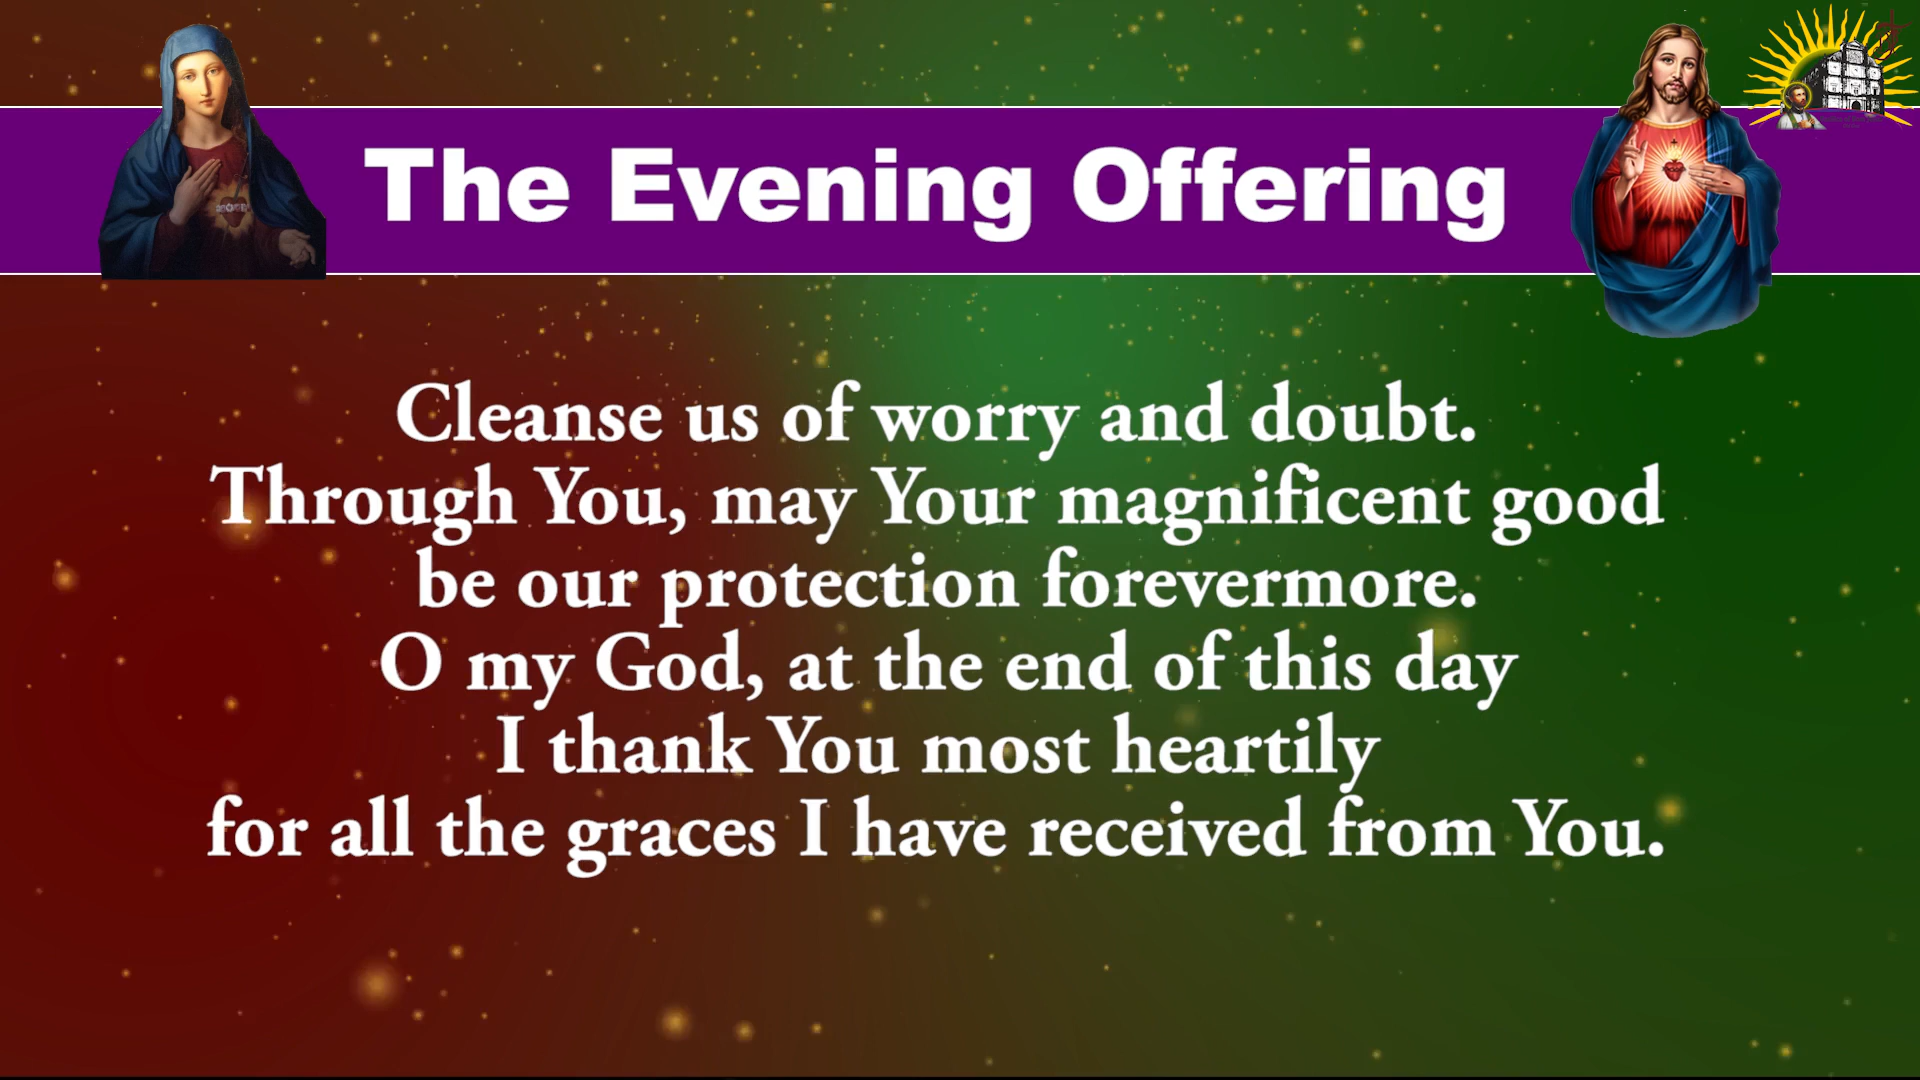 The Evening Offering
Cleanse us of worry and doubt.
Through You, may Your magnificent good
be our protection forevermore.
O my God, at the end of this day
I thank You most heartily
for all the graces I have received from You.